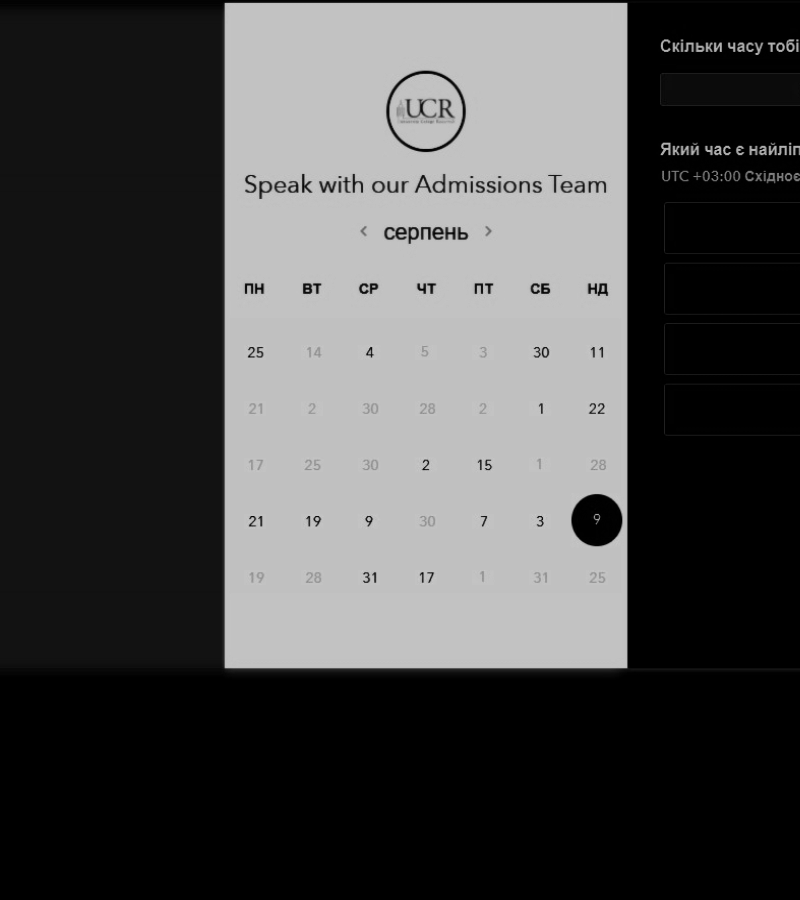 UCR
Speak with our Admissions Team
< серпень >
ПН ВТ СР ЧТ ПТ СБ НД
25 14 4 5 3 30 11
21 2 30 28 2 1 22
17 25 30 2 15 1 28
21 19 9 30 7 3 9
19 28 31 17 1 31 25
Скільки часу тобі
Який час є найліп
UTC +03:00 Східноє